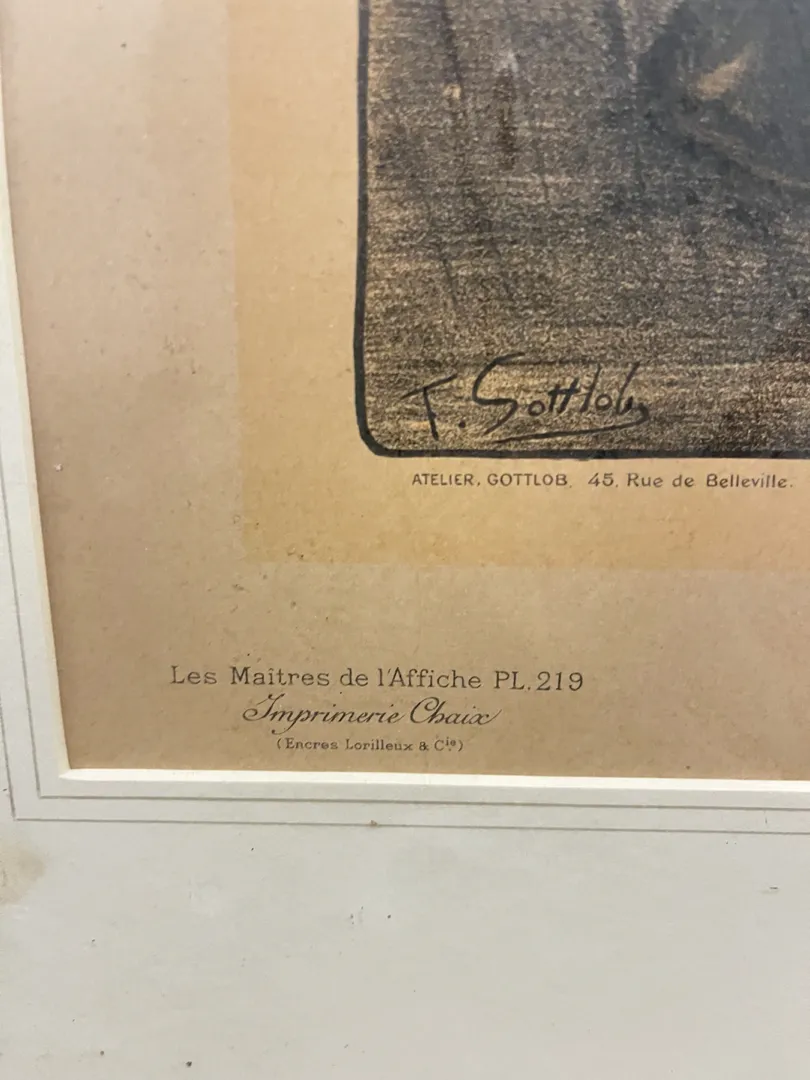 F. Gottlob
ATELIER. GOTTLOB. 45. Rue de Belleville.
Les Maîtres de l'Affiche PL. 219
Imprimerie Chaix
(Encres Lorilleux & Cie)